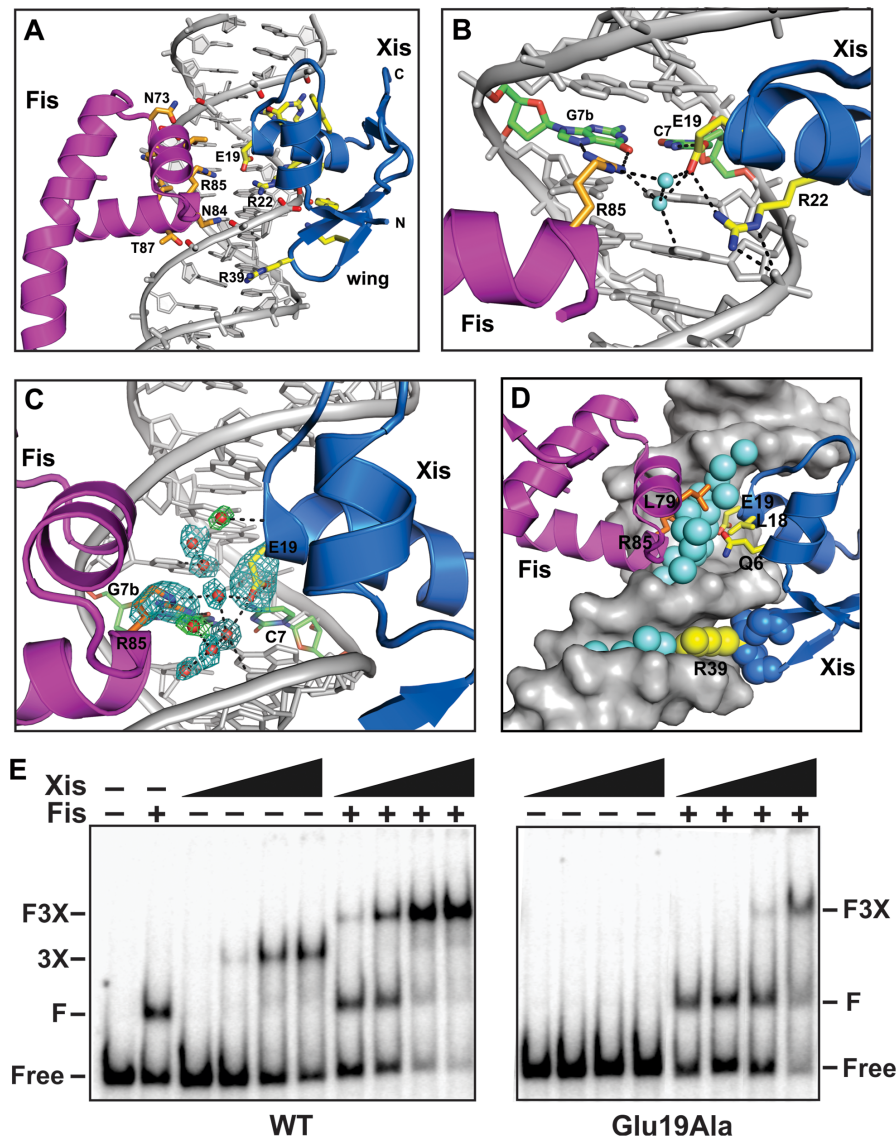 A
Xis
Fis
C
N73
E19
R85
R22
N84
N
T87
R39
wing
B
Xis
G7b
E19
C7
R85
R22
Fis
C
Fis
Xis
E19
G7b
R85
C7
D
L79
E19
L18
R85
Q6
Fis
R39
Xis
E
Xis – –
Fis – + – – – – + + + +
– – – – + + + +
F3X
3X
F
Free
F3X
F
Free
WT
Glu19Ala